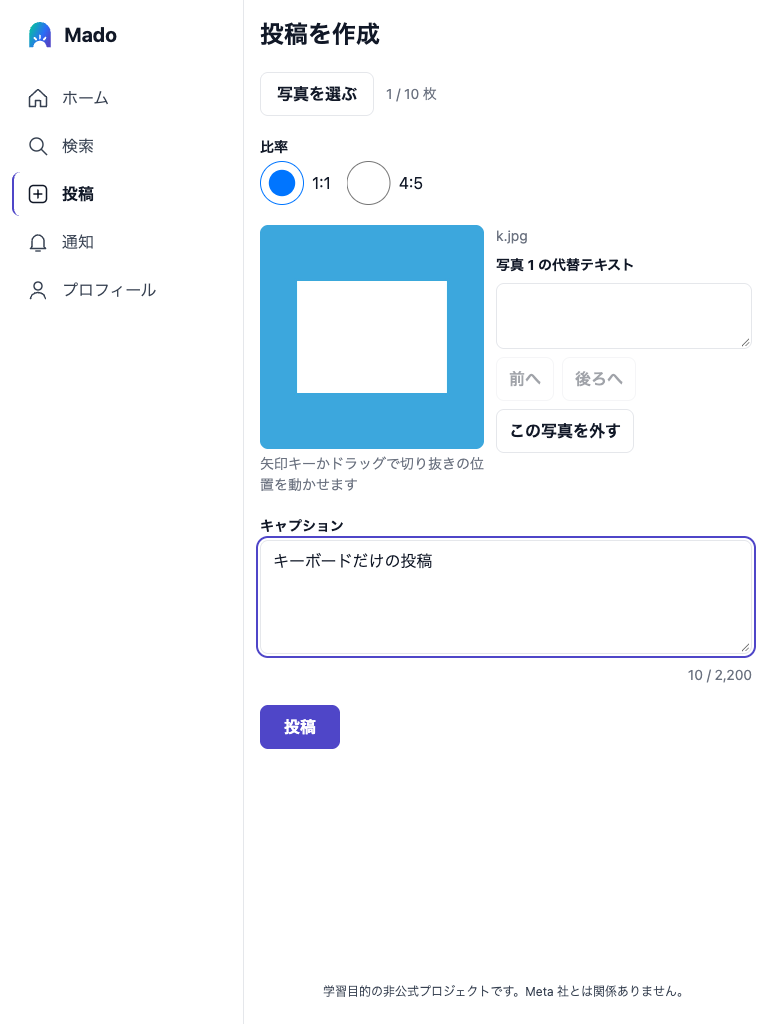 Mado
ホーム
検索
投稿
通知
プロフィール
投稿を作成
写真を選ぶ
1 / 10 枚
比率
1:1
4:5
k.jpg
写真 1 の代替テキスト
前へ
後ろへ
この写真を外す
矢印キーかドラッグで切り抜きの位
置を動かせます
キャプション
キーボードだけの投稿
10 / 2,200
投稿
学習目的の非公式プロジェクトです。Meta 社とは関係ありません。